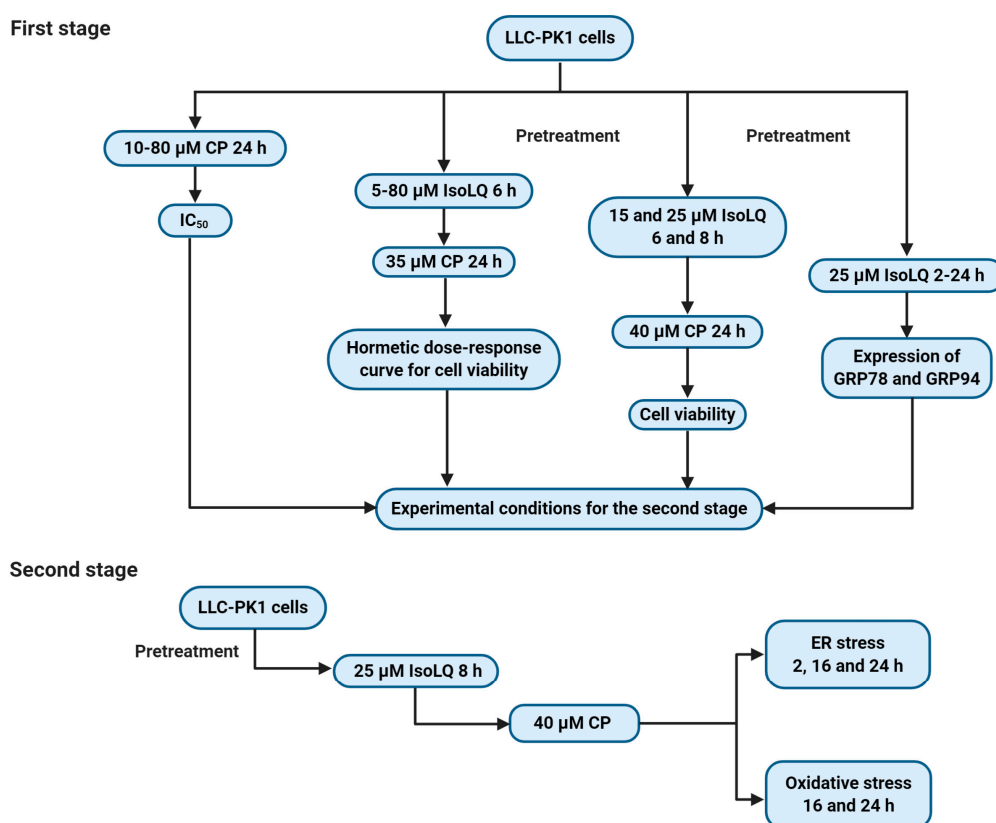 First stage
LLC-PK1 cells
Pretreatment
Pretreatment
10-80 µM CP 24 h
IC₅₀
5-80 µM IsoLQ 6 h
35 µM CP 24 h
Hormetic dose-response
curve for cell viability
15 and 25 µM IsoLQ
6 and 8 h
40 µM CP 24 h
Cell viability
25 µM IsoLQ 2-24 h
Expression of
GRP78 and GRP94
Experimental conditions for the second stage
Second stage
LLC-PK1 cells
Pretreatment
25 µM IsoLQ 8 h
40 µM CP
ER stress
2, 16 and 24 h
Oxidative stress
16 and 24 h